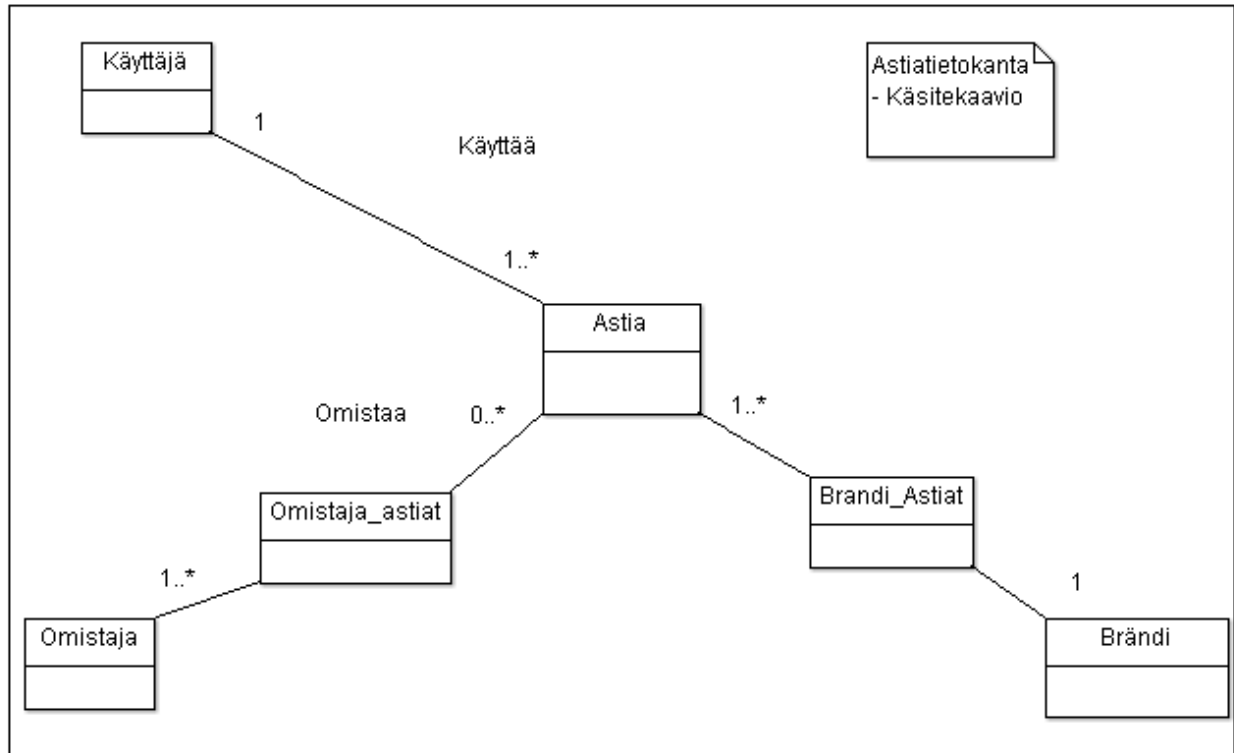 Käyttäjä
Astiatietokanta
- Käsitekaavio
1
Käyttää
1..*
Astia
Omistaa
0..*
1..*
Omistaja_astiat
Brandi_Astiat
1..*
1
Omistaja
Brändi